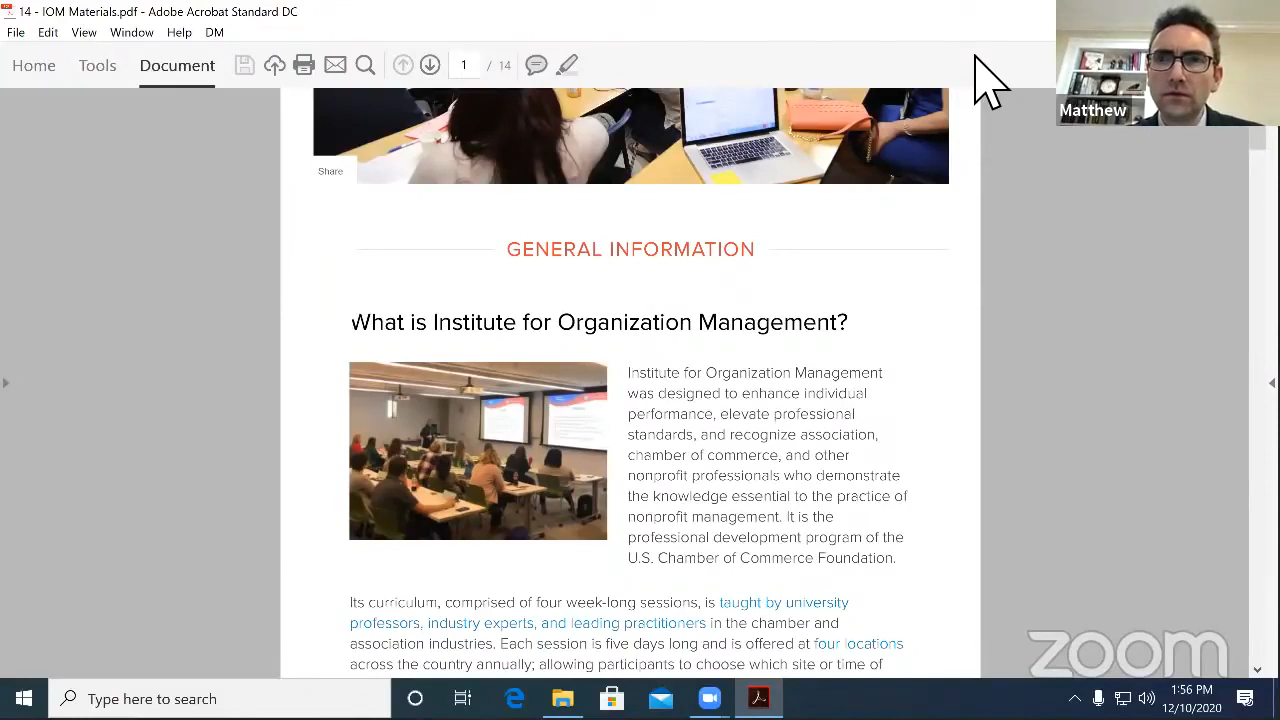 14 - IOM Materials.pdf - Adobe Acrobat Standard DC
File Edit View Window Help DM
Home Tools Document 1 / 14
Matthew
Share
GENERAL INFORMATION
What is Institute for Organization Management?
Institute for Organization Management
was designed to enhance individual
performance, elevate professional
standards, and recognize association,
chamber of commerce, and other
nonprofit professionals who demonstrate
the knowledge essential to the practice of
nonprofit management. It is the
professional development program of the
U.S. Chamber of Commerce Foundation.
Its curriculum, comprised of four week-long sessions, is taught by university
professors, industry experts, and leading practitioners in the chamber and
association industries. Each session is five days long and is offered at four locations
across the country annually; allowing participants to choose which site or time of
zoom
Type here to search
1:56 PM
12/10/2020